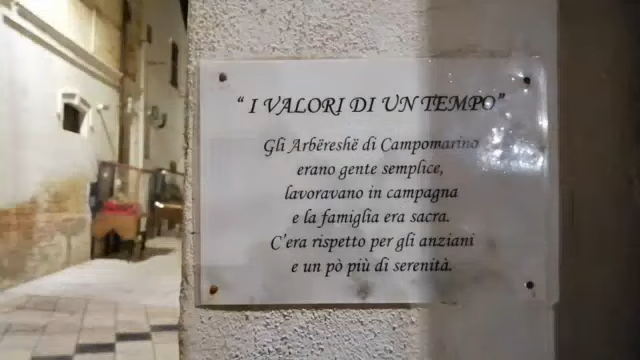 “ I VALORI DI UN TEMPO”
Gli Arbëreshë di Campomarino
erano gente semplice,
lavoravano in campagna
e la famiglia era sacra.
C'era rispetto per gli anziani
e un pò più di serenità.